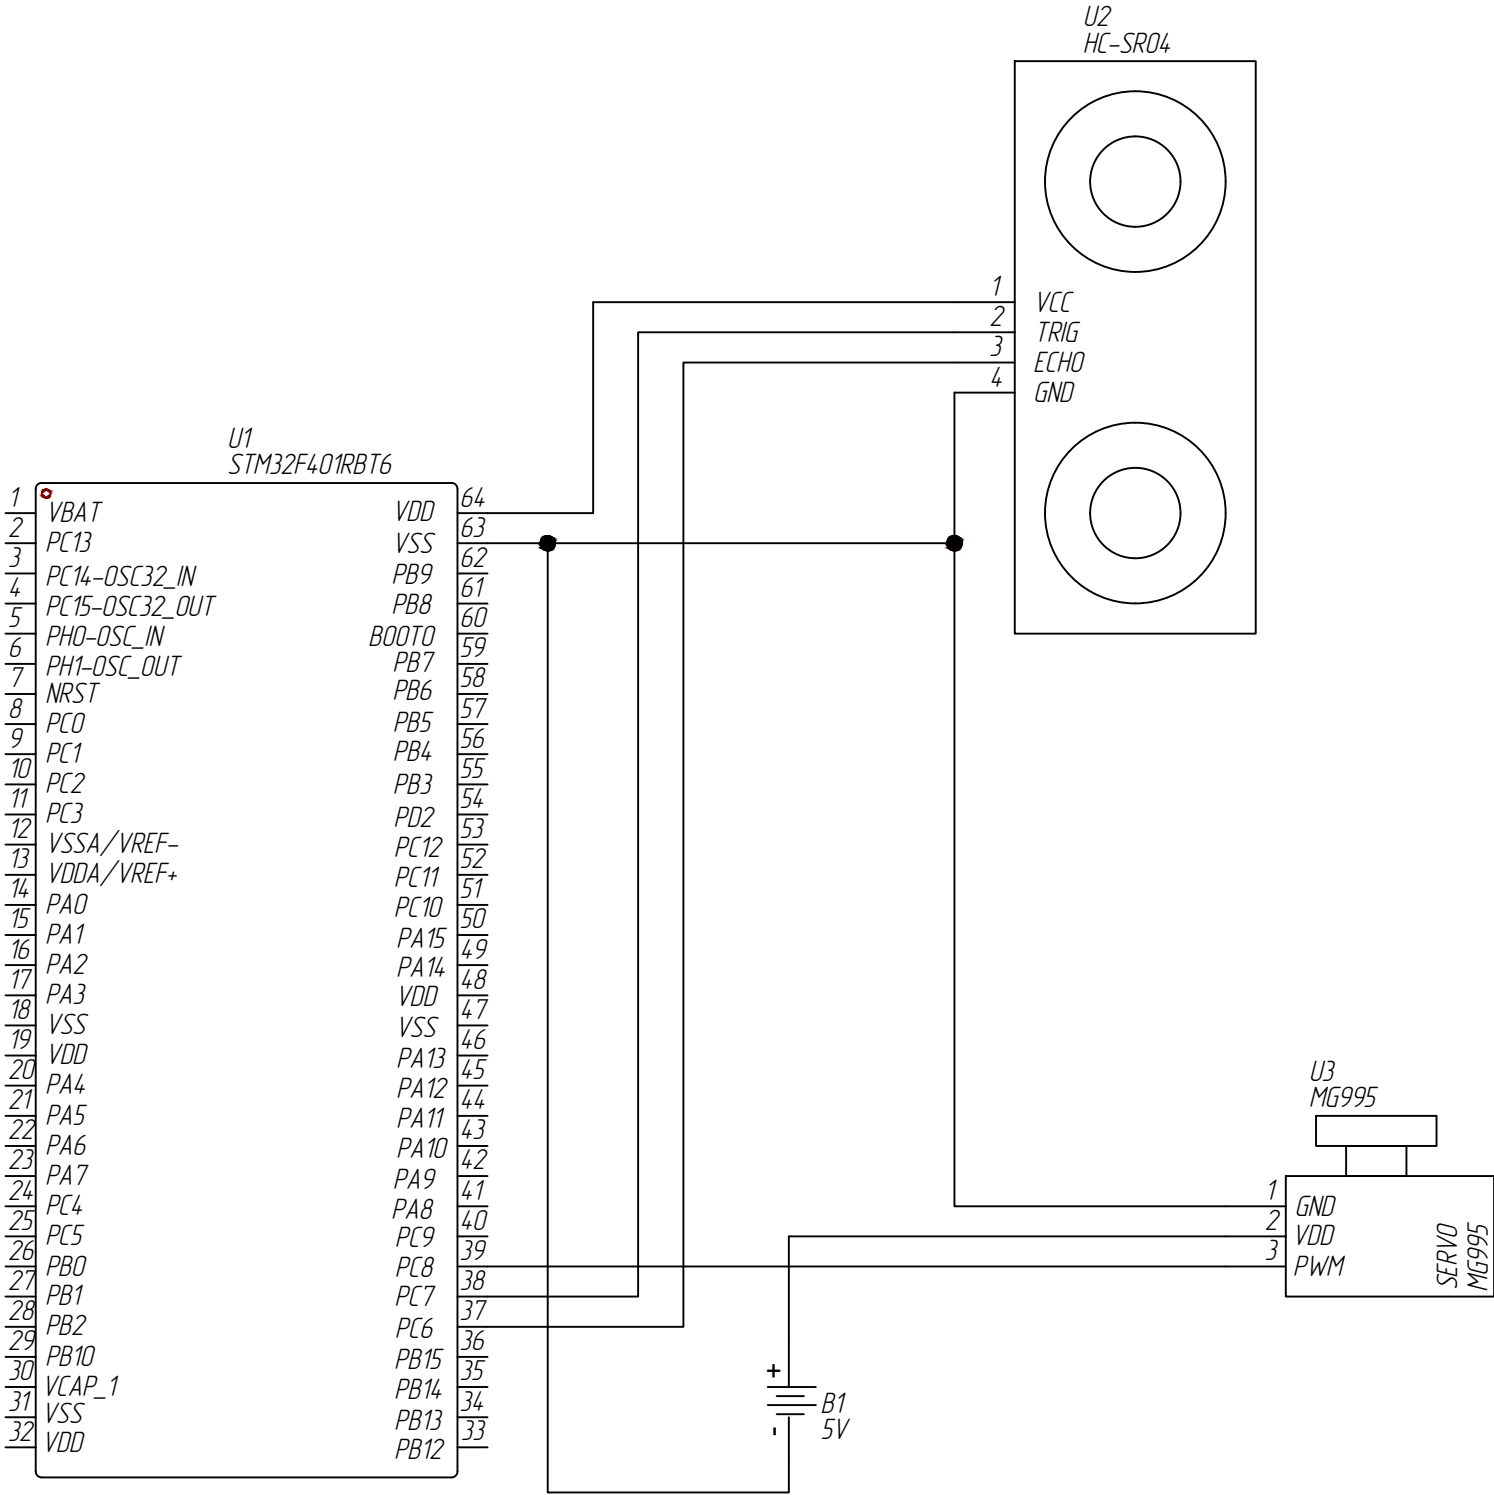 U2
HC-SR04
1
VCC
2
TRIG
3
ECHO
4
GND
U1
STM32F401RBT6
1 VBAT VDD 64
2 PC13 VSS 63
3 PC14-OSC32_IN PB9 62
4 PC15-OSC32_OUT PB8 61
5 PH0-OSC_IN BOOT0 60
6 PH1-OSC_OUT PB7 59
7 NRST PB6 58
8 PC0 PB5 57
9 PC1 PB4 56
10 PC2 PB3 55
11 PC3 PD2 54
12 VSSA/VREF- PC12 53
13 VDDA/VREF+ PC11 52
14 PA0 PC10 51
15 PA1 PA15 50
16 PA2 PA14 49
17 PA3 VDD 48
18 VSS VSS 47
19 VDD PA13 46
20 PA4 PA12 45
21 PA5 PA11 44
22 PA6 PA10 43
23 PA7 PA9 42
24 PC4 PA8 41
25 PC5 PC9 40
26 PB0 PC8 39
27 PB1 PC7 38
28 PB2 PC6 37
29 PB10 PB15 36
30 VCAP_1 PB14 35
31 VSS PB13 34
32 VDD PB12 33
U3
MG995
1 GND
2 VDD
3 PWM
SERVO
MG995
+
B1
5V
-